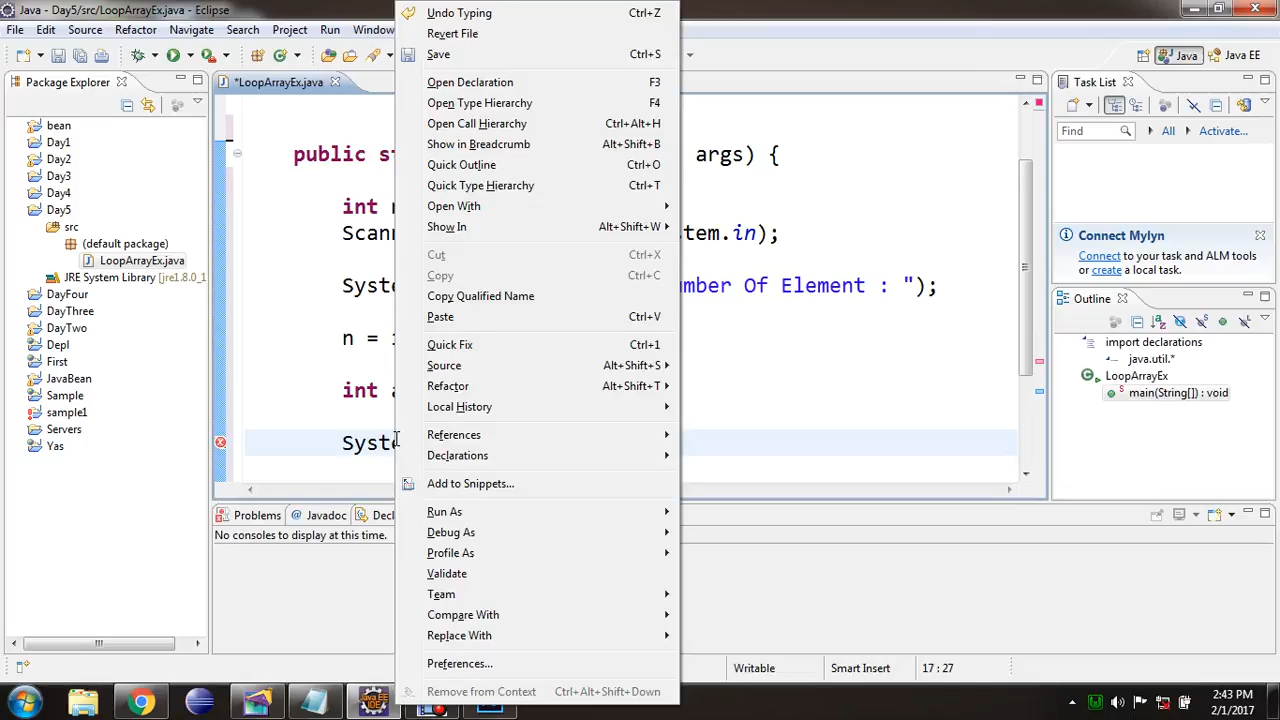 Java - Day5/src/LoopArrayEx.java - Eclipse
File Edit Source Refactor Navigate Search Project Run Window
Java
Java EE
Package Explorer
bean
Day1
Day2
Day3
Day4
Day5
src
(default package)
LoopArrayEx.java
JRE System Library [jre1.8.0_1
DayFour
DayThree
DayTwo
Depl
First
JavaBean
Sample
sample1
Servers
Yas
*LoopArrayEx.java
public st
args) {
int
Scann
stem.in);
Syste
mber Of Element : ");
n = i
int a
Syste
Undo Typing Ctrl+Z
Revert File
Save Ctrl+S
Open Declaration F3
Open Type Hierarchy F4
Open Call Hierarchy Ctrl+Alt+H
Show in Breadcrumb Alt+Shift+B
Quick Outline Ctrl+O
Quick Type Hierarchy Ctrl+T
Open With
Show In Alt+Shift+W
Cut Ctrl+X
Copy Ctrl+C
Copy Qualified Name
Paste Ctrl+V
Quick Fix Ctrl+1
Source Alt+Shift+S
Refactor Alt+Shift+T
Local History
References
Declarations
Add to Snippets...
Run As
Debug As
Profile As
Validate
Team
Compare With
Replace With
Preferences...
Remove from Context Ctrl+Alt+Shift+Down
Task List
Find All Activate...
Connect Mylyn
Connect to your task and ALM tools
or create a local task.
Outline
import declarations
java.util.*
LoopArrayEx
main(String[]) : void
Problems
@ Javadoc
Decl
No consoles to display at this time.
Writable
Smart Insert
17 : 27
2:43 PM
2/1/2017